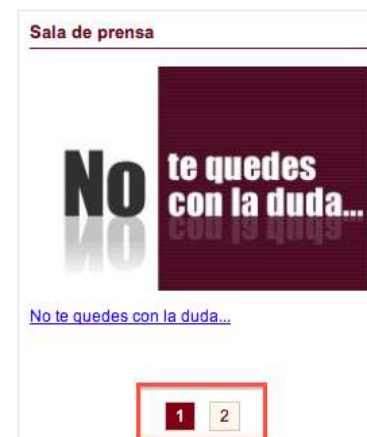 Sala de prensa
No te quedes
con la duda...
No te quedes con la duda...
1 2